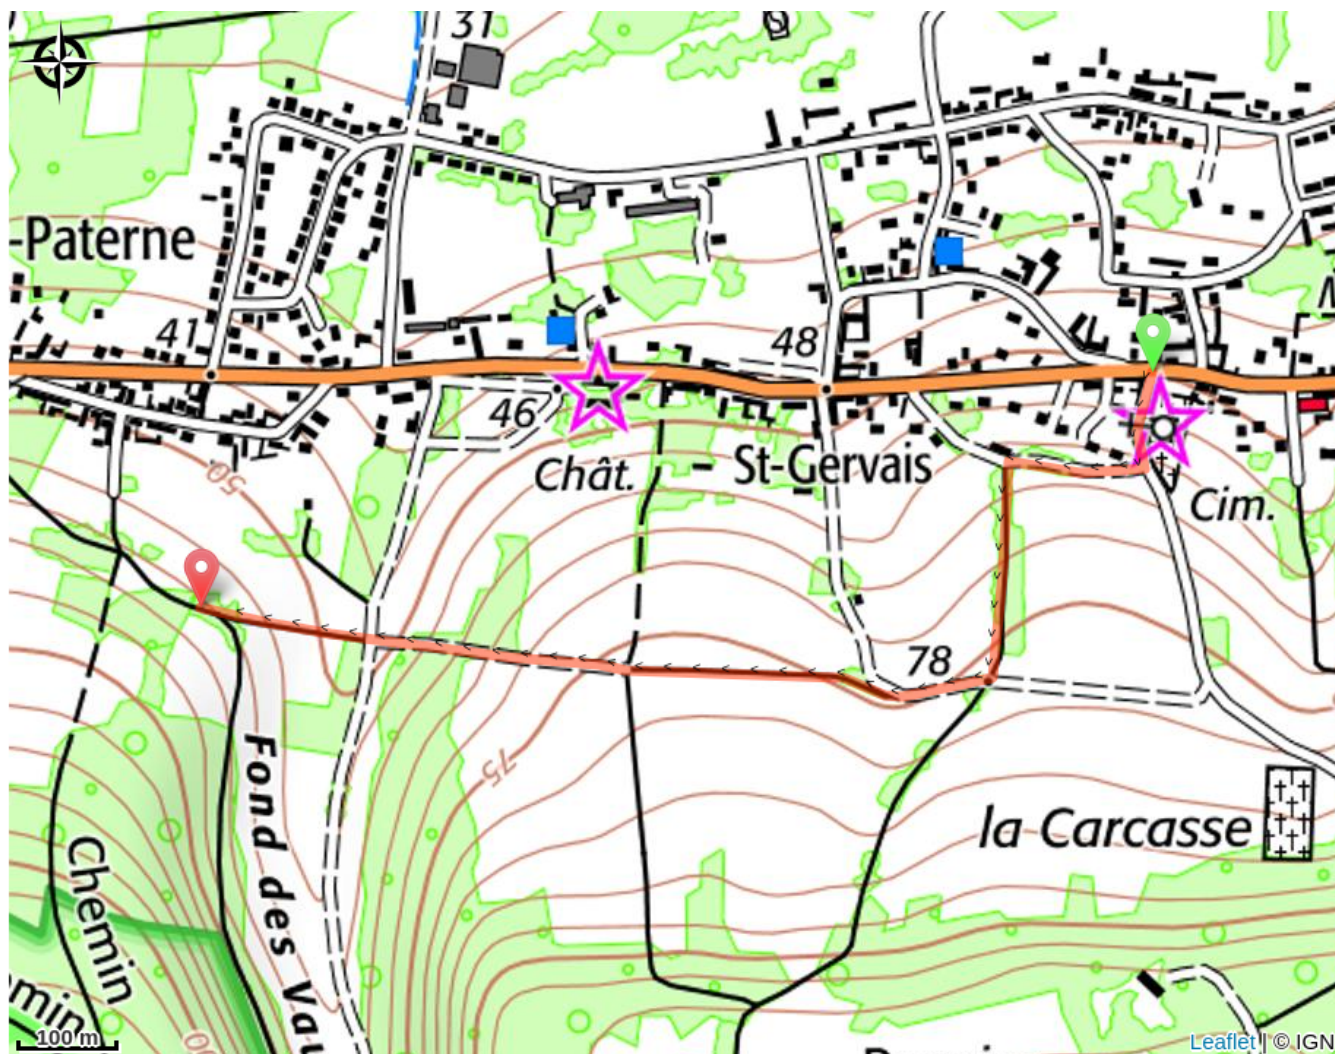 31
-Paterne
41
48
46
St-Gervais
Chât.
Cim.
50
78
75
la Carcasse
Fond des Vau
Chemin
min
100 m
Leaflet | © IGN